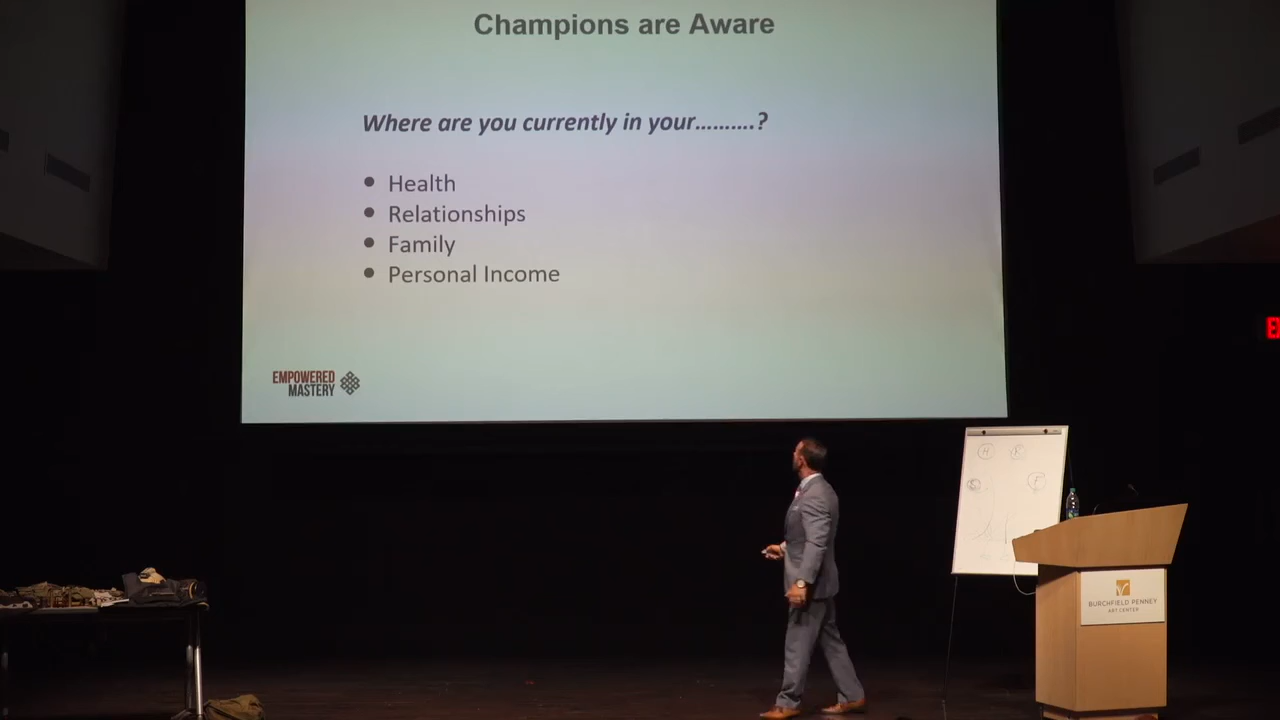 Champions are Aware
Where are you currently in your..........?
• Health
• Relationships
• Family
• Personal Income
EMPOWERED
MASTERY
H
F
BURCHFIELD PENNEY
ART CENTER